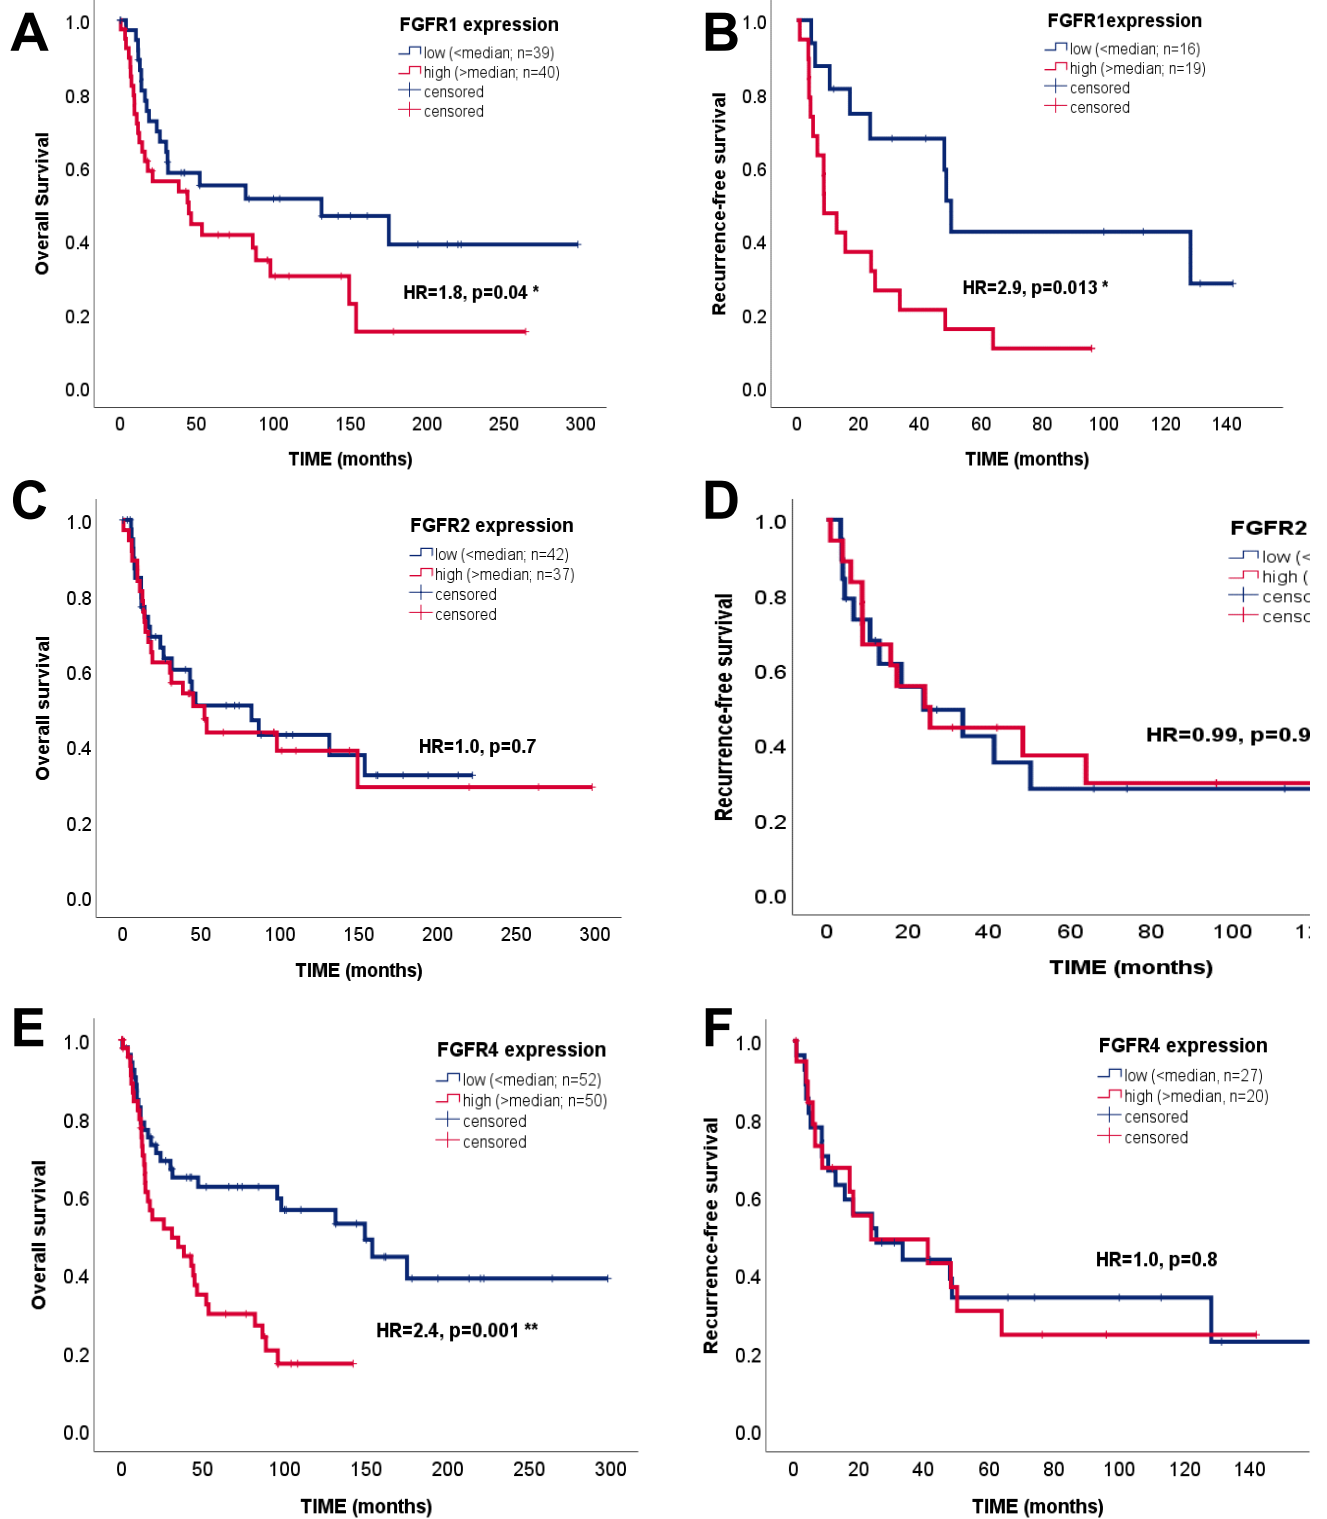 A
FGFR1 expression
low (<median; n=39)
high (>median; n=40)
censored
censored
Overall Survival
1.0
0.8
0.6
0.4
0.2
0.0
HR=1.8, p=0.04 *
0 50 100 150 200 250 300
TIME (months)
B
FGFR1expression
low (<median; n=16)
high (>median; n=19)
censored
censored
Recurrence-free survival
1.0
0.8
0.6
0.4
0.2
0.0
HR=2.9, p=0.013 *
0 20 40 60 80 100 120 140
TIME (months)
C
FGFR2 expression
low (<median; n=42)
high (>median; n=37)
censored
censored
Overall survival
1.0
0.8
0.6
0.4
0.2
0.0
HR=1.0, p=0.7
0 50 100 150 200 250 300
TIME (months)
D
FGFR2
low (<
high (
censo
censo
Recurrence-free survival
1.0
0.8
0.6
0.4
0.2
0.0
HR=0.99, p=0.9
0 20 40 60 80 100 1
TIME (months)
E
FGFR4 expression
low (<median; n=52)
high (>median; n=50)
censored
censored
Overall survival
1.0
0.8
0.6
0.4
0.2
0.0
HR=2.4, p=0.001 **
0 50 100 150 200 250 300
TIME (months)
F
FGFR4 expression
low (<median, n=27)
high (>median, n=20)
censored
censored
Recurrence-free survival
1.0
0.8
0.6
0.4
0.2
0.0
HR=1.0, p=0.8
0 20 40 60 80 100 120 140
TIME (months)